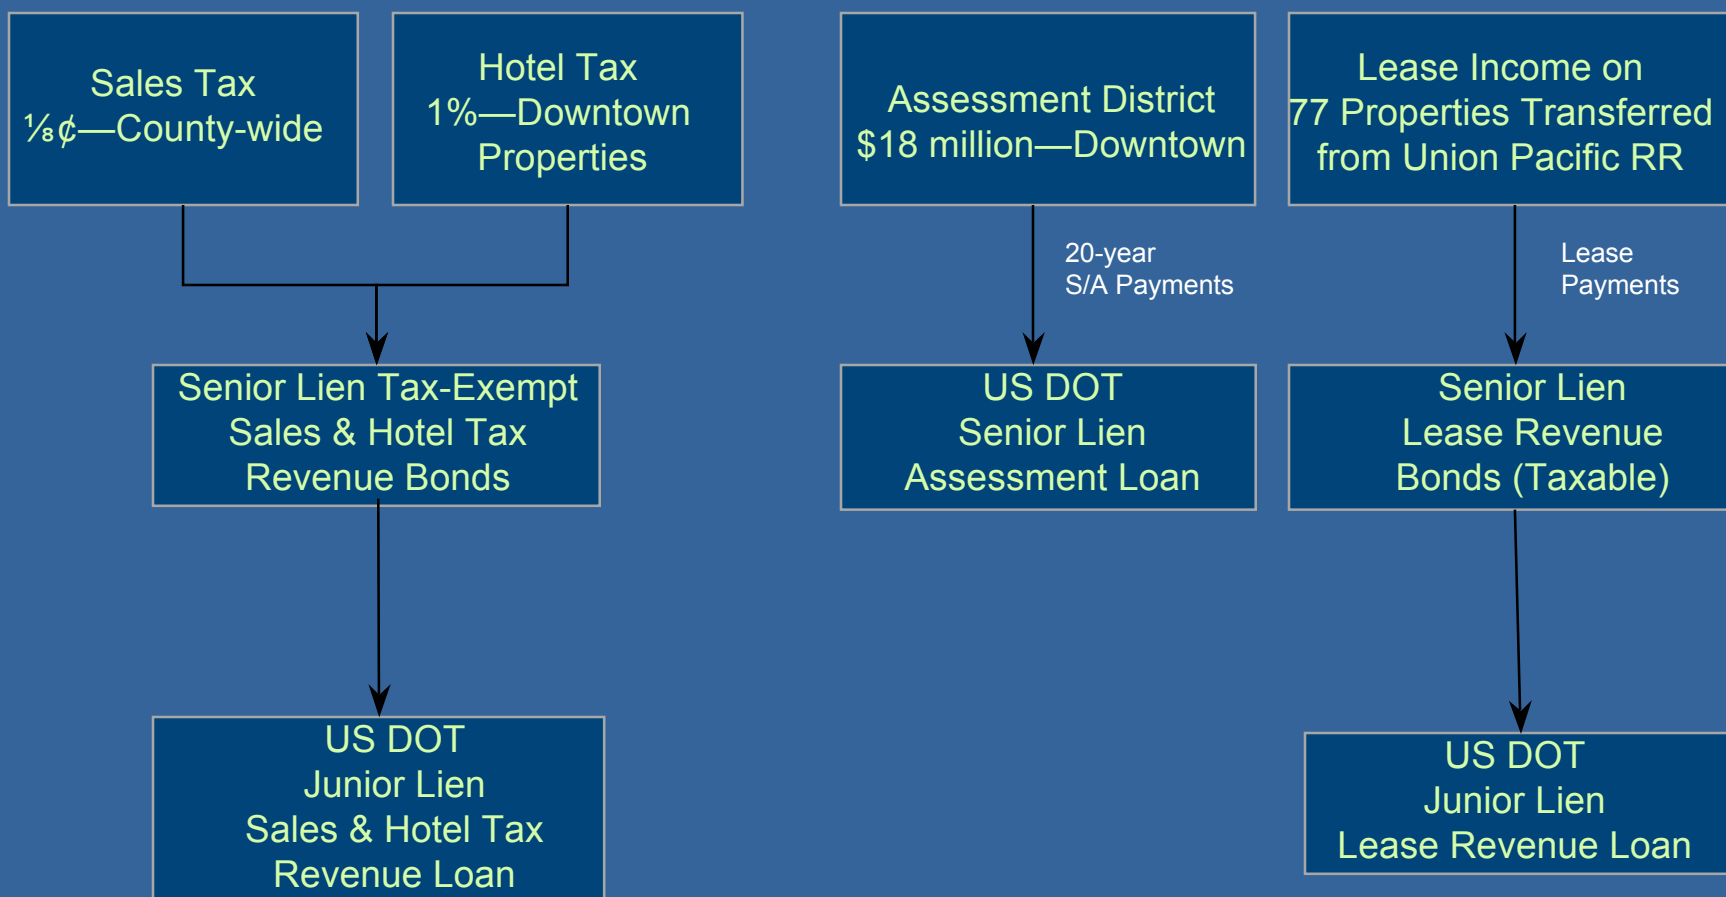 Sales Tax
⅛¢—County-wide
Hotel Tax
1%—Downtown
Properties
Assessment District
$18 million—Downtown
Lease Income on
77 Properties Transferred
from Union Pacific RR
20-year
S/A Payments
Lease
Payments
Senior Lien Tax-Exempt
Sales & Hotel Tax
Revenue Bonds
US DOT
Senior Lien
Assessment Loan
Senior Lien
Lease Revenue
Bonds (Taxable)
US DOT
Junior Lien
Sales & Hotel Tax
Revenue Loan
US DOT
Junior Lien
Lease Revenue Loan